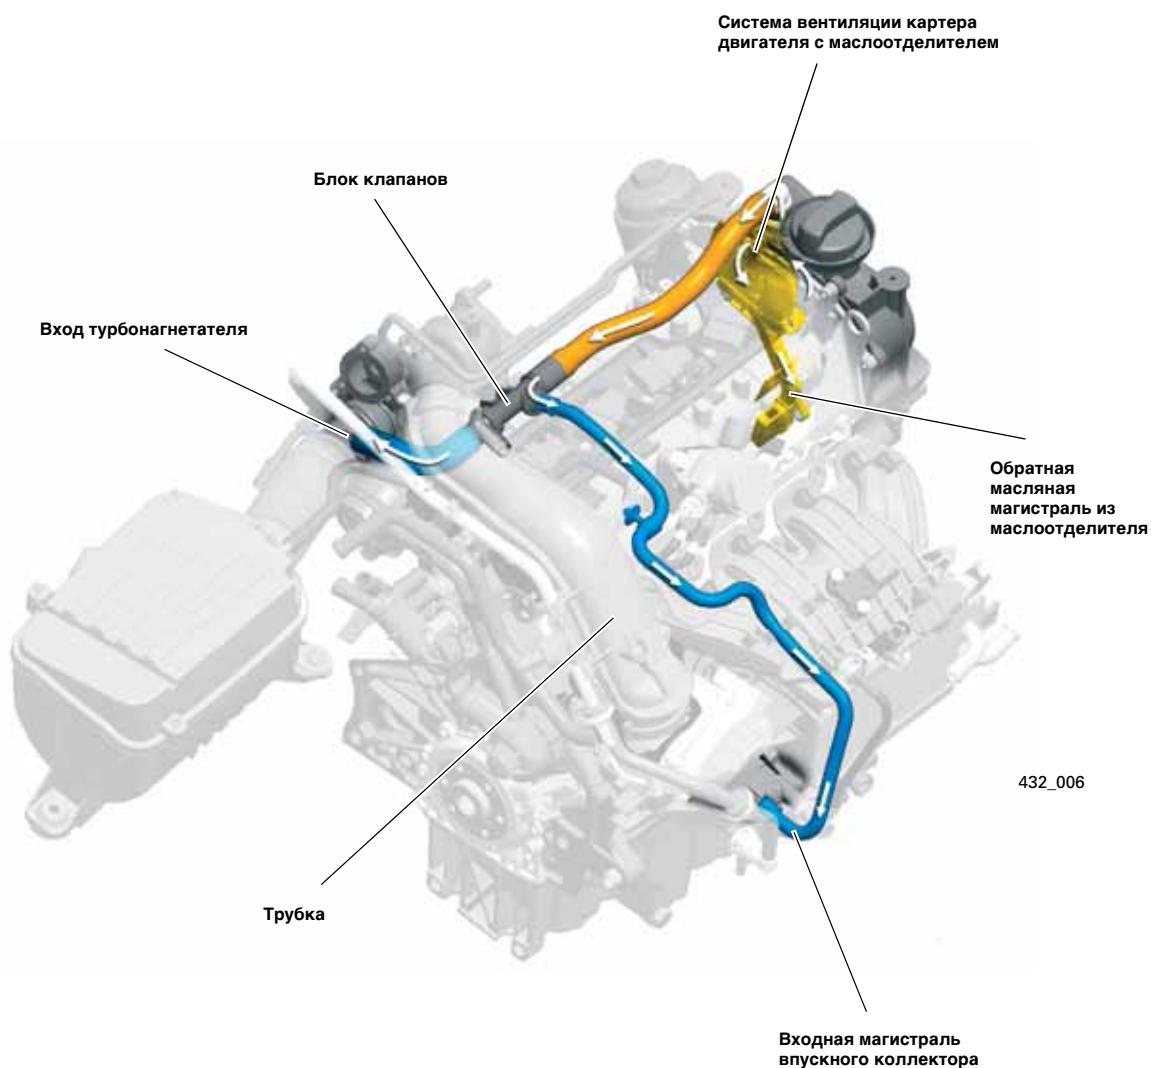 Система вентиляции картера
двигателя с маслоотделителем
Блок клапанов
Вход турбонагнетателя
Обратная
масляная
магистраль из
маслоотделителя
432_006
Трубка
Входная магистраль
впускного коллектора